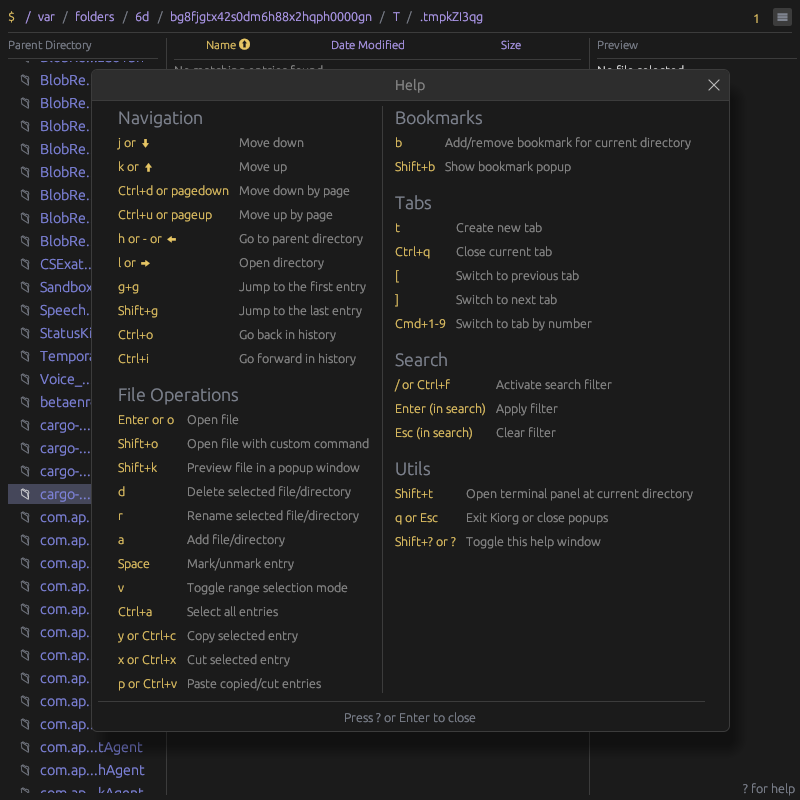 $ / var / folders / 6d / bg8fjgtx42s0dm6h88x2hqph0000gn / T / .tmpkZI3qg
1
Parent Directory
Name
Date Modified
Size
Preview
No matching entries found
No file selected
BlobRe.
BlobRe.
BlobRe.
BlobRe.
BlobRe.
BlobRe.
BlobRe.
BlobRe.
CSExat...
Sandbox
Speech.
StatusKi
Tempora
Voice_...
betaenr
cargo-...
cargo-...
cargo-...
cargo-...
com.ap.
com.ap.
com.ap.
com.ap.
com.ap.
com.ap.
com.ap.
com.ap.
com.ap.
com.ap.
com.ap...tAgent
com.ap...hAgent
com.ap...kAgent
Help
Navigation
j or Move down
k or Move up
Ctrl+d or pagedown Move down by page
Ctrl+u or pageup Move up by page
h or - or Go to parent directory
l or Open directory
g+g Jump to the first entry
Shift+g Jump to the last entry
Ctrl+o Go back in history
Ctrl+i Go forward in history
File Operations
Enter or o Open file
Shift+o Open file with custom command
Shift+k Preview file in a popup window
d Delete selected file/directory
r Rename selected file/directory
a Add file/directory
Space Mark/unmark entry
v Toggle range selection mode
Ctrl+a Select all entries
y or Ctrl+c Copy selected entry
x or Ctrl+x Cut selected entry
p or Ctrl+v Paste copied/cut entries
Bookmarks
b Add/remove bookmark for current directory
Shift+b Show bookmark popup
Tabs
t Create new tab
Ctrl+q Close current tab
[ Switch to previous tab
] Switch to next tab
Cmd+1-9 Switch to tab by number
Search
/ or Ctrl+f Activate search filter
Enter (in search) Apply filter
Esc (in search) Clear filter
Utils
Shift+t Open terminal panel at current directory
q or Esc Exit Kiorg or close popups
Shift+? or ? Toggle this help window
Press ? or Enter to close
? for help